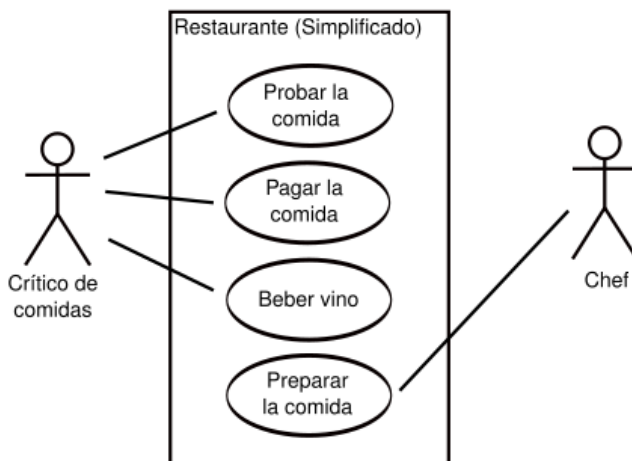 Restaurante (Simplificado)
Probar la
comida
Pagar la
comida
Beber vino
Preparar
la comida
Crítico de
comidas
Chef